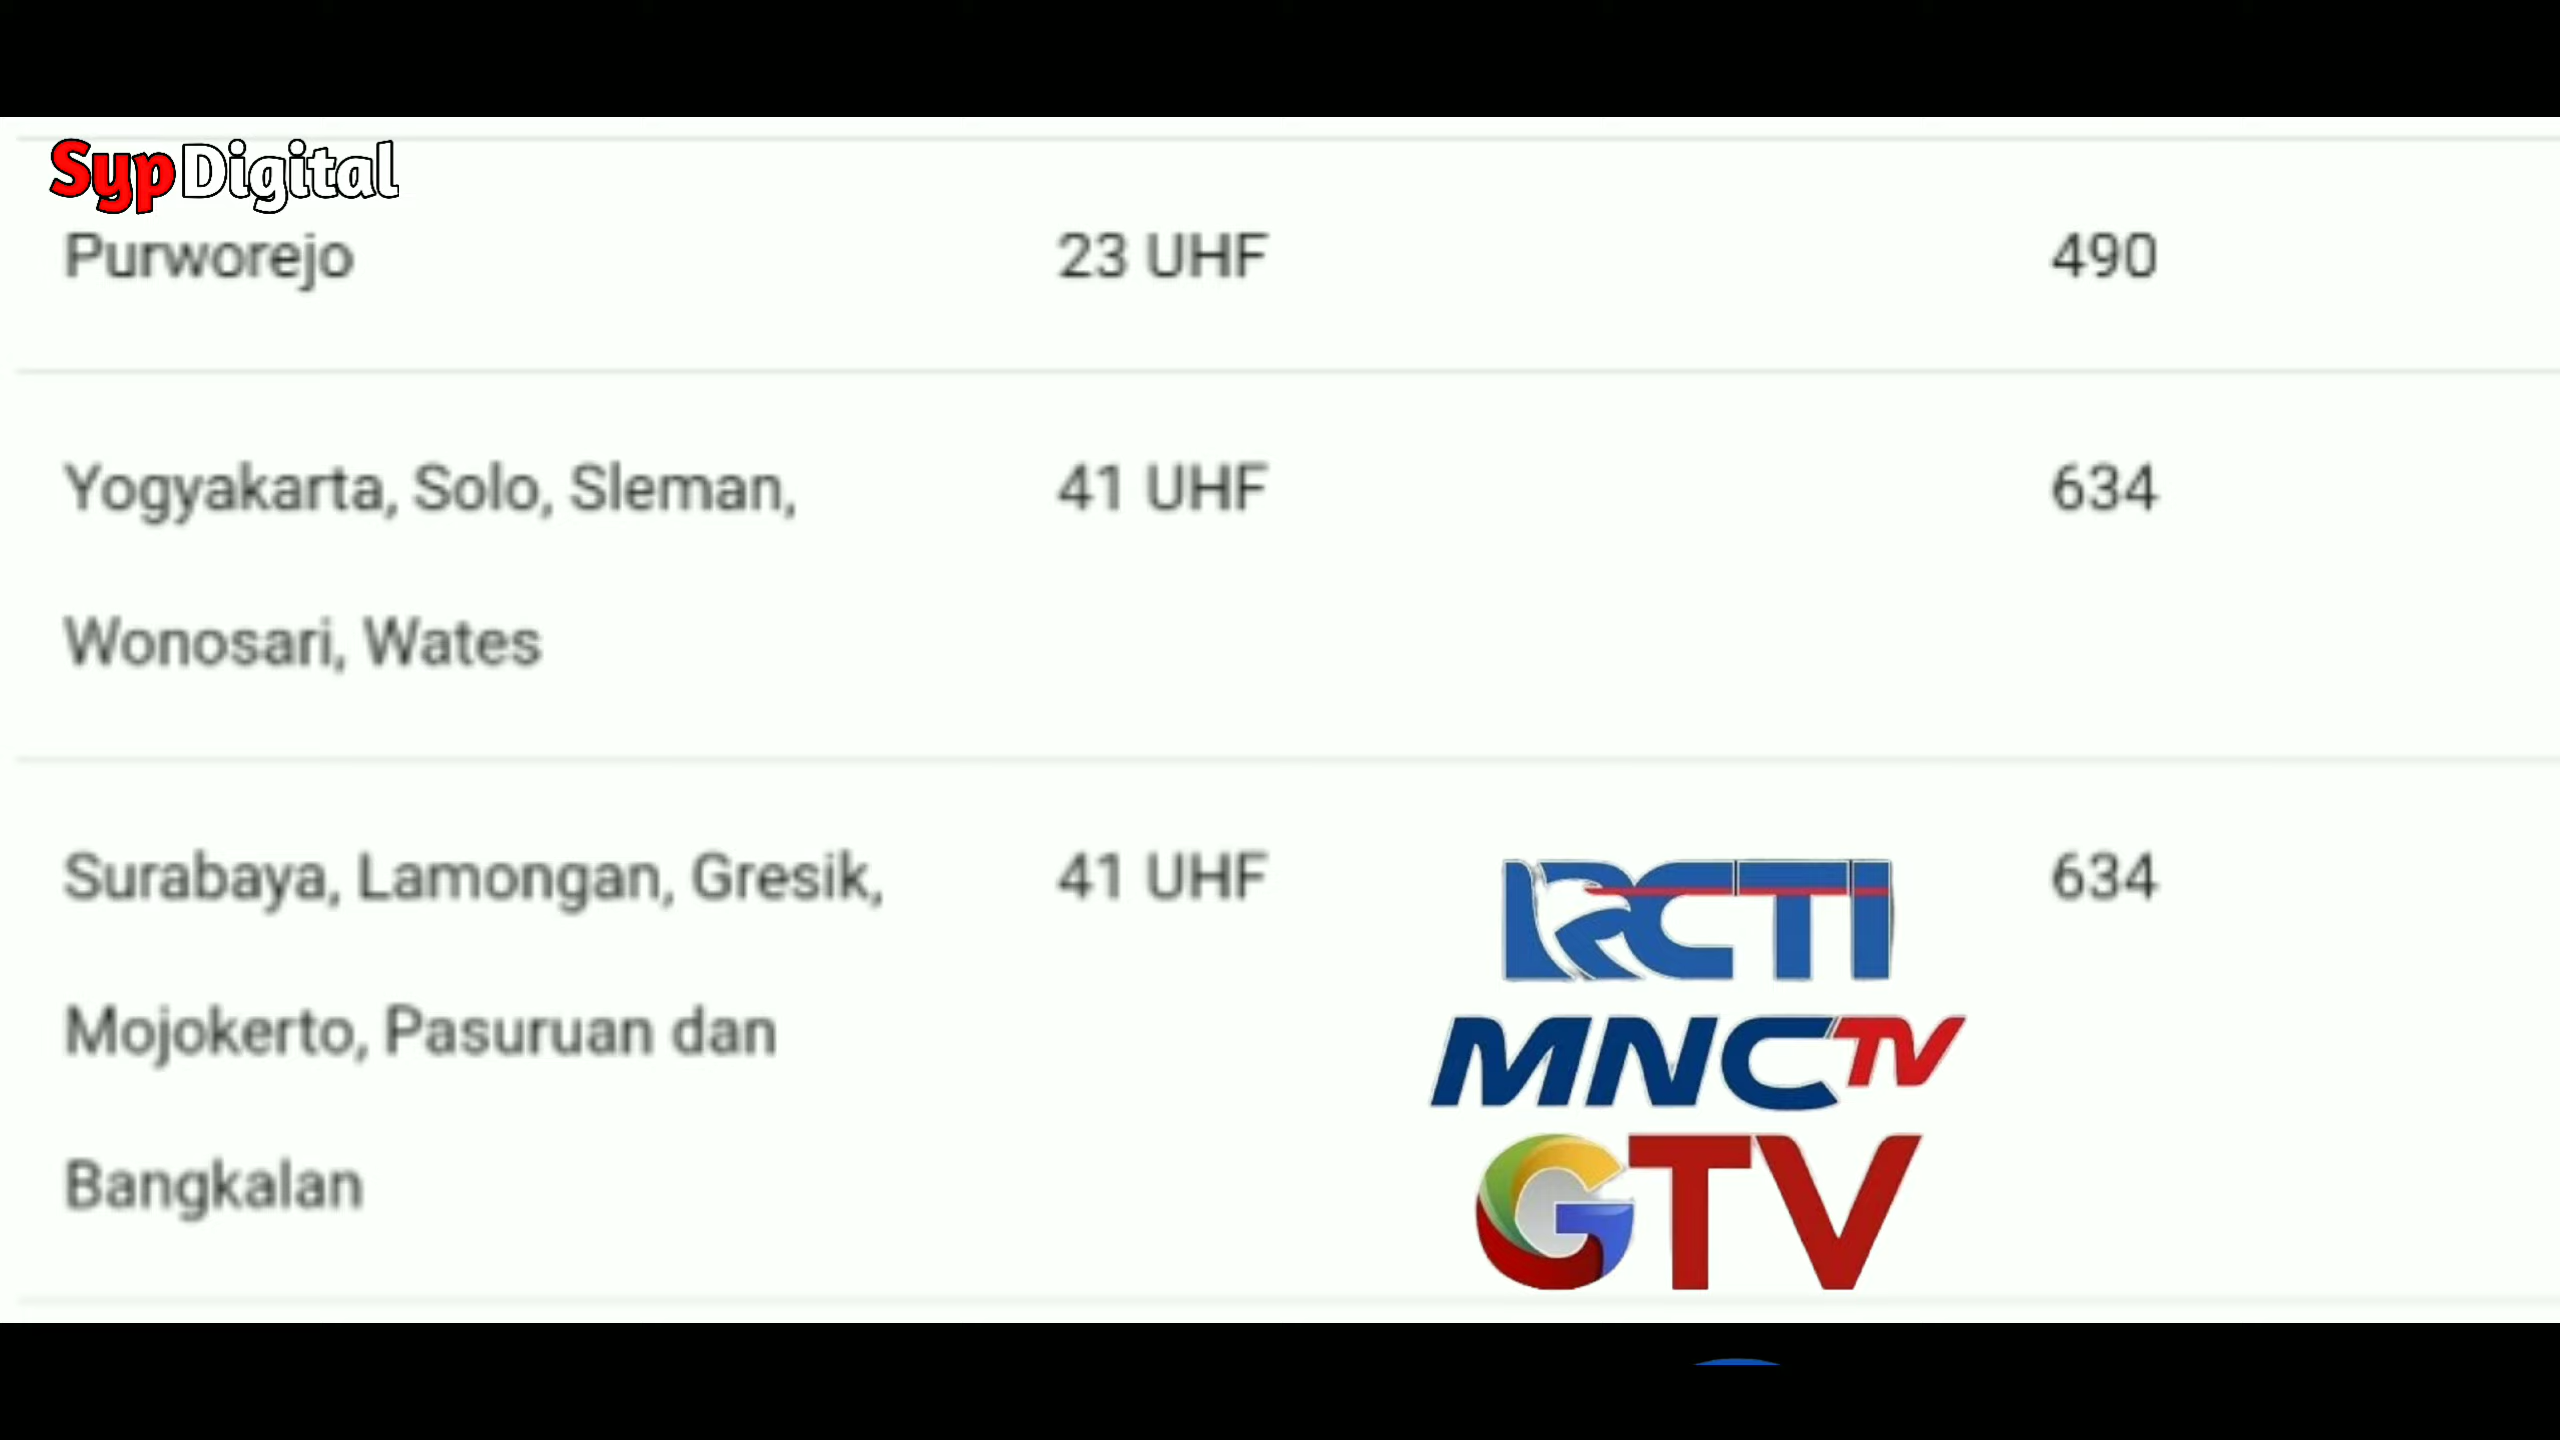 SypDigital
Purworejo 23 UHF 490
Yogyakarta, Solo, Sleman, 41 UHF 634
Wonosari, Wates
Surabaya, Lamongan, Gresik, 41 UHF 634
RCTI
Mojokerto, Pasuruan dan
MNCTV
Bangkalan
GTV